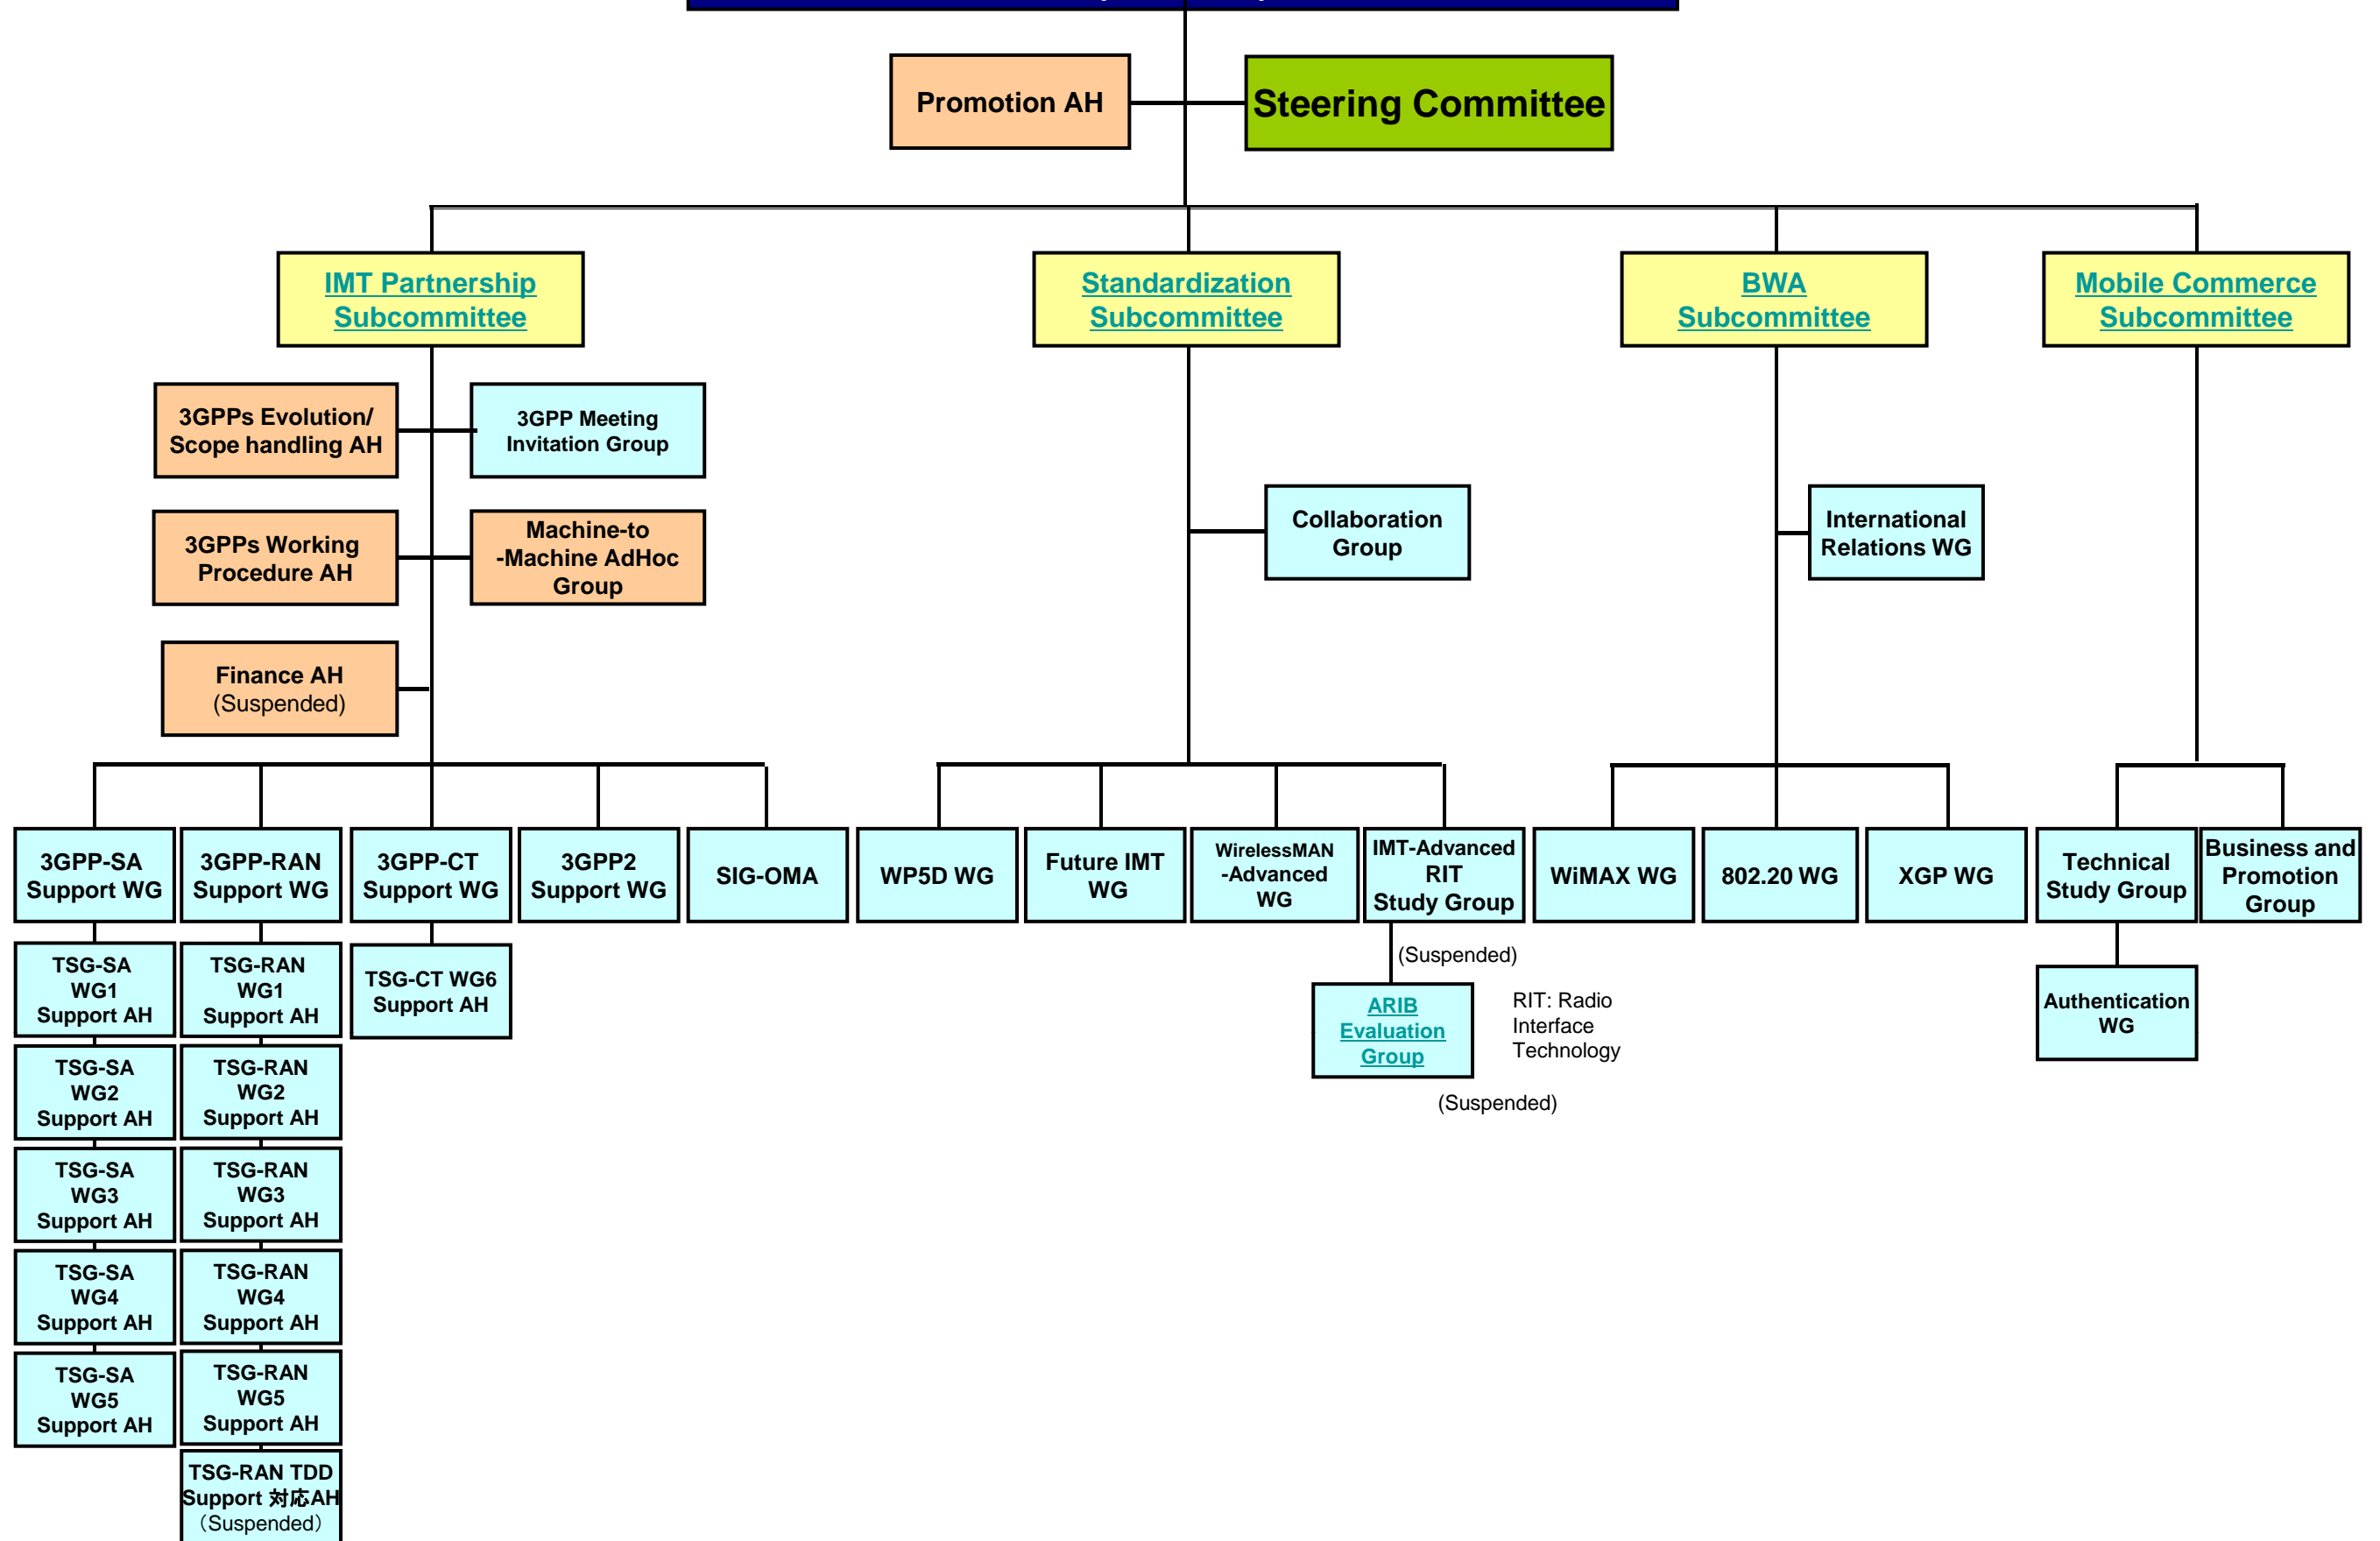 Promotion AH
Steering Committee
IMT Partnership
Subcommittee
Standardization
Subcommittee
BWA
Subcommittee
Mobile Commerce
Subcommittee
3GPPs Evolution/
Scope handling AH
3GPP Meeting
Invitation Group
3GPPs Working
Procedure AH
Machine-to
-Machine AdHoc
Group
Collaboration
Group
International
Relations WG
Finance AH
(Suspended)
3GPP-SA
Support WG
3GPP-RAN
Support WG
3GPP-CT
Support WG
3GPP2
Support WG
SIG-OMA
WP5D WG
Future IMT
WG
WirelessMAN
-Advanced
WG
IMT-Advanced
RIT
Study Group
WiMAX WG
802.20 WG
XGP WG
Technical
Study Group
Business and
Promotion
Group
(Suspended)
TSG-SA
WG1
Support AH
TSG-RAN
WG1
Support AH
TSG-CT WG6
Support AH
ARIB
Evaluation
Group
RIT: Radio
Interface
Technology
Authentication
WG
(Suspended)
TSG-SA
WG2
Support AH
TSG-RAN
WG2
Support AH
TSG-SA
WG3
Support AH
TSG-RAN
WG3
Support AH
TSG-SA
WG4
Support AH
TSG-RAN
WG4
Support AH
TSG-SA
WG5
Support AH
TSG-RAN
WG5
Support AH
TSG-RAN TDD
Support 対応AH
（Suspended）